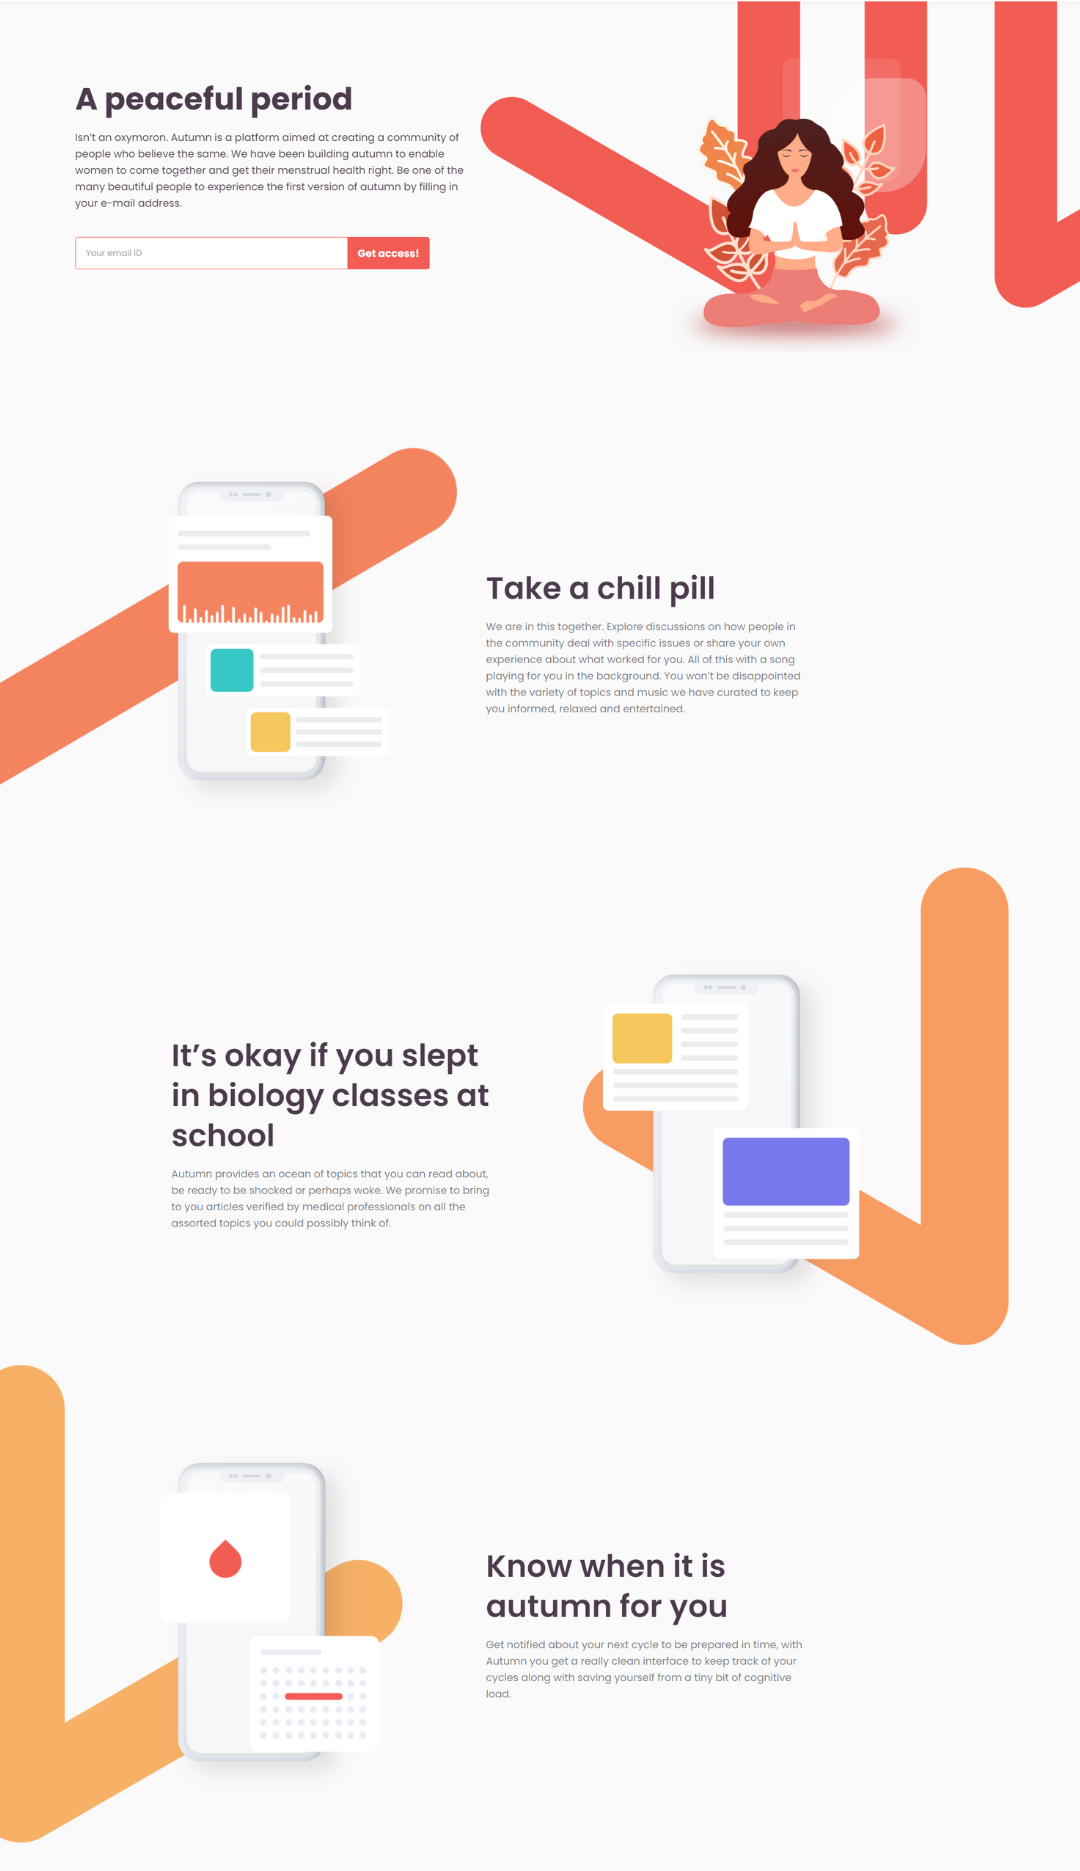 A peaceful period
Isn't an oxymoron. Autumn is a platform aimed at creating a community of
people who believe the same. We have been building autumn to enable
women to come together and get their menstrual health right. Be one of the
many beautiful people to experience the first version of autumn by filling in
your e-mail address.
Your email ID
Get access!
Take a chill pill
We are in this together. Explore discussions on how people in
the community deal with specific issues or share your own
experience about what worked for you. All of this with a song
playing for you in the background. You won't be disappointed
with the variety of topics and music we have curated to keep
you informed, relaxed and entertained.
It's okay if you slept
in biology classes at
school
Autumn provides an ocean of topics that you can read about,
be ready to be shocked or perhaps woke. We promise to bring
to you articles verified by medical professionals on all the
assorted topics you could possibly think of.
Know when it is
autumn for you
Get notified about your next cycle to be prepared in time, with
Autumn you get a really clean interface to keep track of your
cycles along with saving yourself from a tiny bit of cognitive
load.